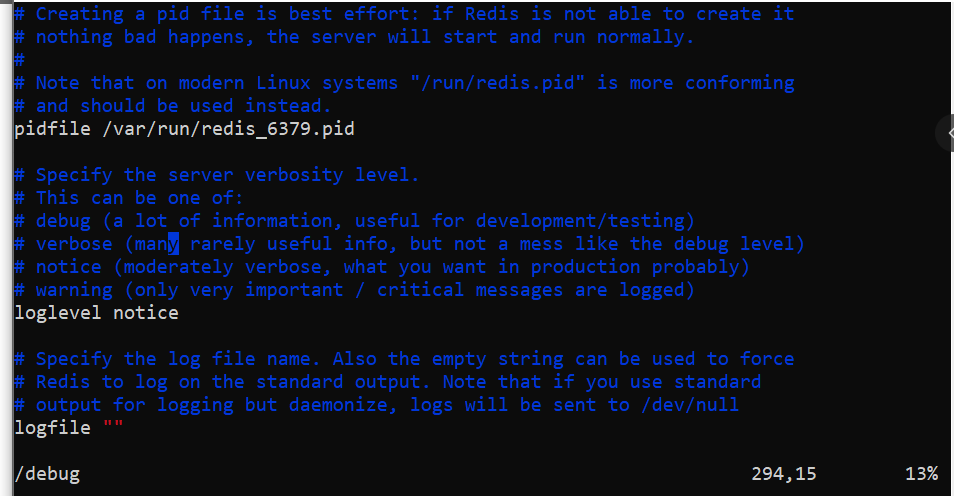 # Creating a pid file is best effort: if Redis is not able to create it
# nothing bad happens, the server will start and run normally.
#
# Note that on modern Linux systems "/run/redis.pid" is more conforming
# and should be used instead.
pidfile /var/run/redis_6379.pid
# Specify the server verbosity level.
# This can be one of:
# debug (a lot of information, useful for development/testing)
# verbose (many rarely useful info, but not a mess like the debug level)
# notice (moderately verbose, what you want in production probably)
# warning (only very important / critical messages are logged)
loglevel notice
# Specify the log file name. Also the empty string can be used to force
# Redis to log on the standard output. Note that if you use standard
# output for logging but daemonize, logs will be sent to /dev/null
logfile ""
/debug 294,15 13%